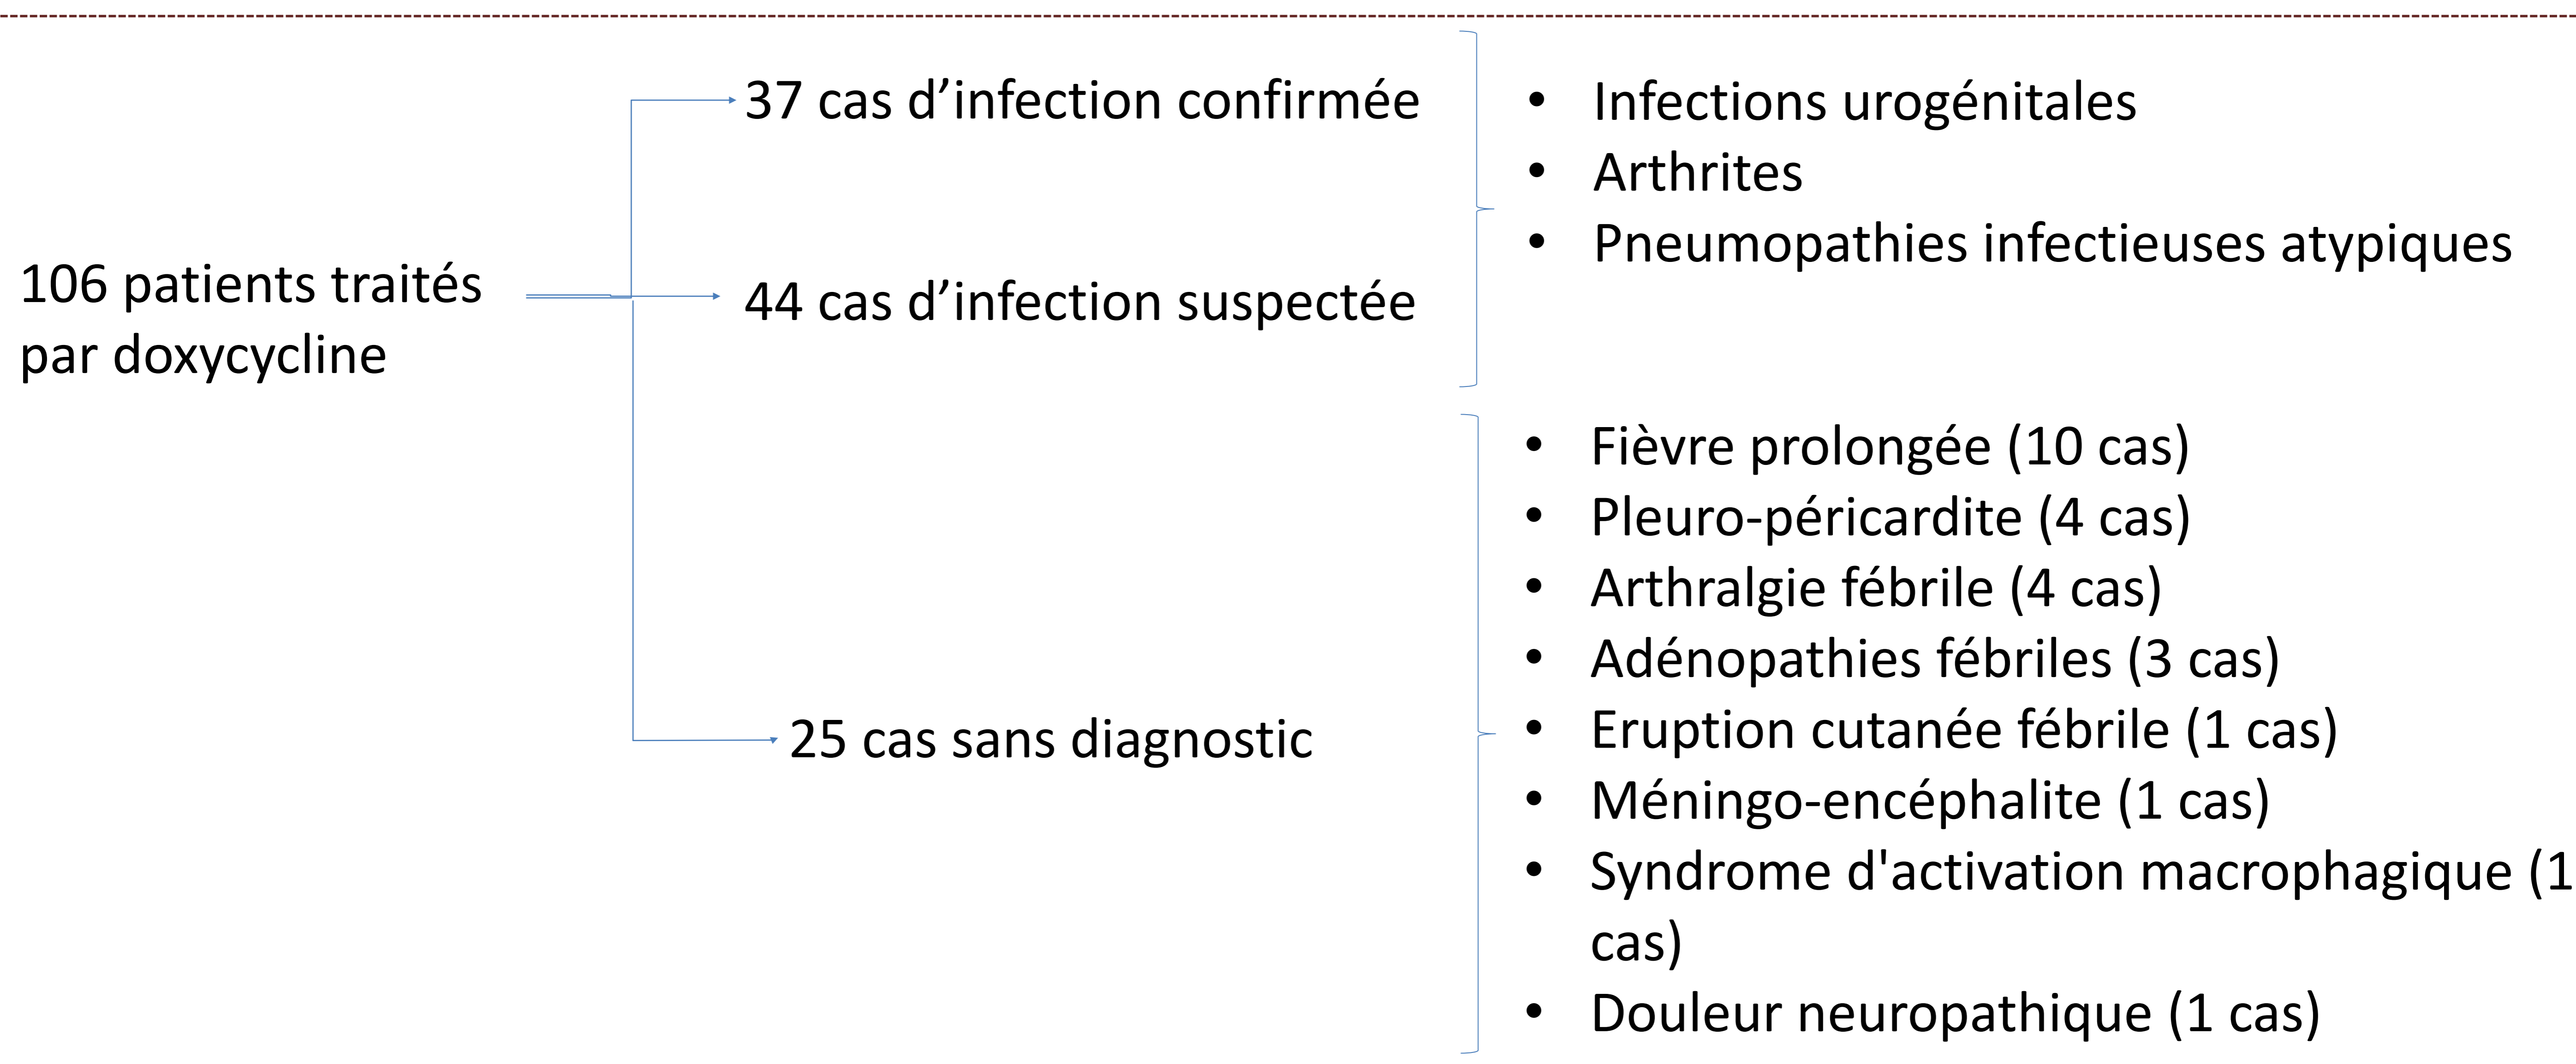 106 patients traités
par doxycycline
37 cas d’infection confirmée
44 cas d’infection suspectée
25 cas sans diagnostic
• Infections urogénitales
• Arthrites
• Pneumopathies infectieuses atypiques
• Fièvre prolongée (10 cas)
• Pleuro-péricardite (4 cas)
• Arthralgie fébrile (4 cas)
• Adénopathies fébriles (3 cas)
• Eruption cutanée fébrile (1 cas)
• Méningo-encéphalite (1 cas)
• Syndrome d'activation macrophagique (1
cas)
• Douleur neuropathique (1 cas)